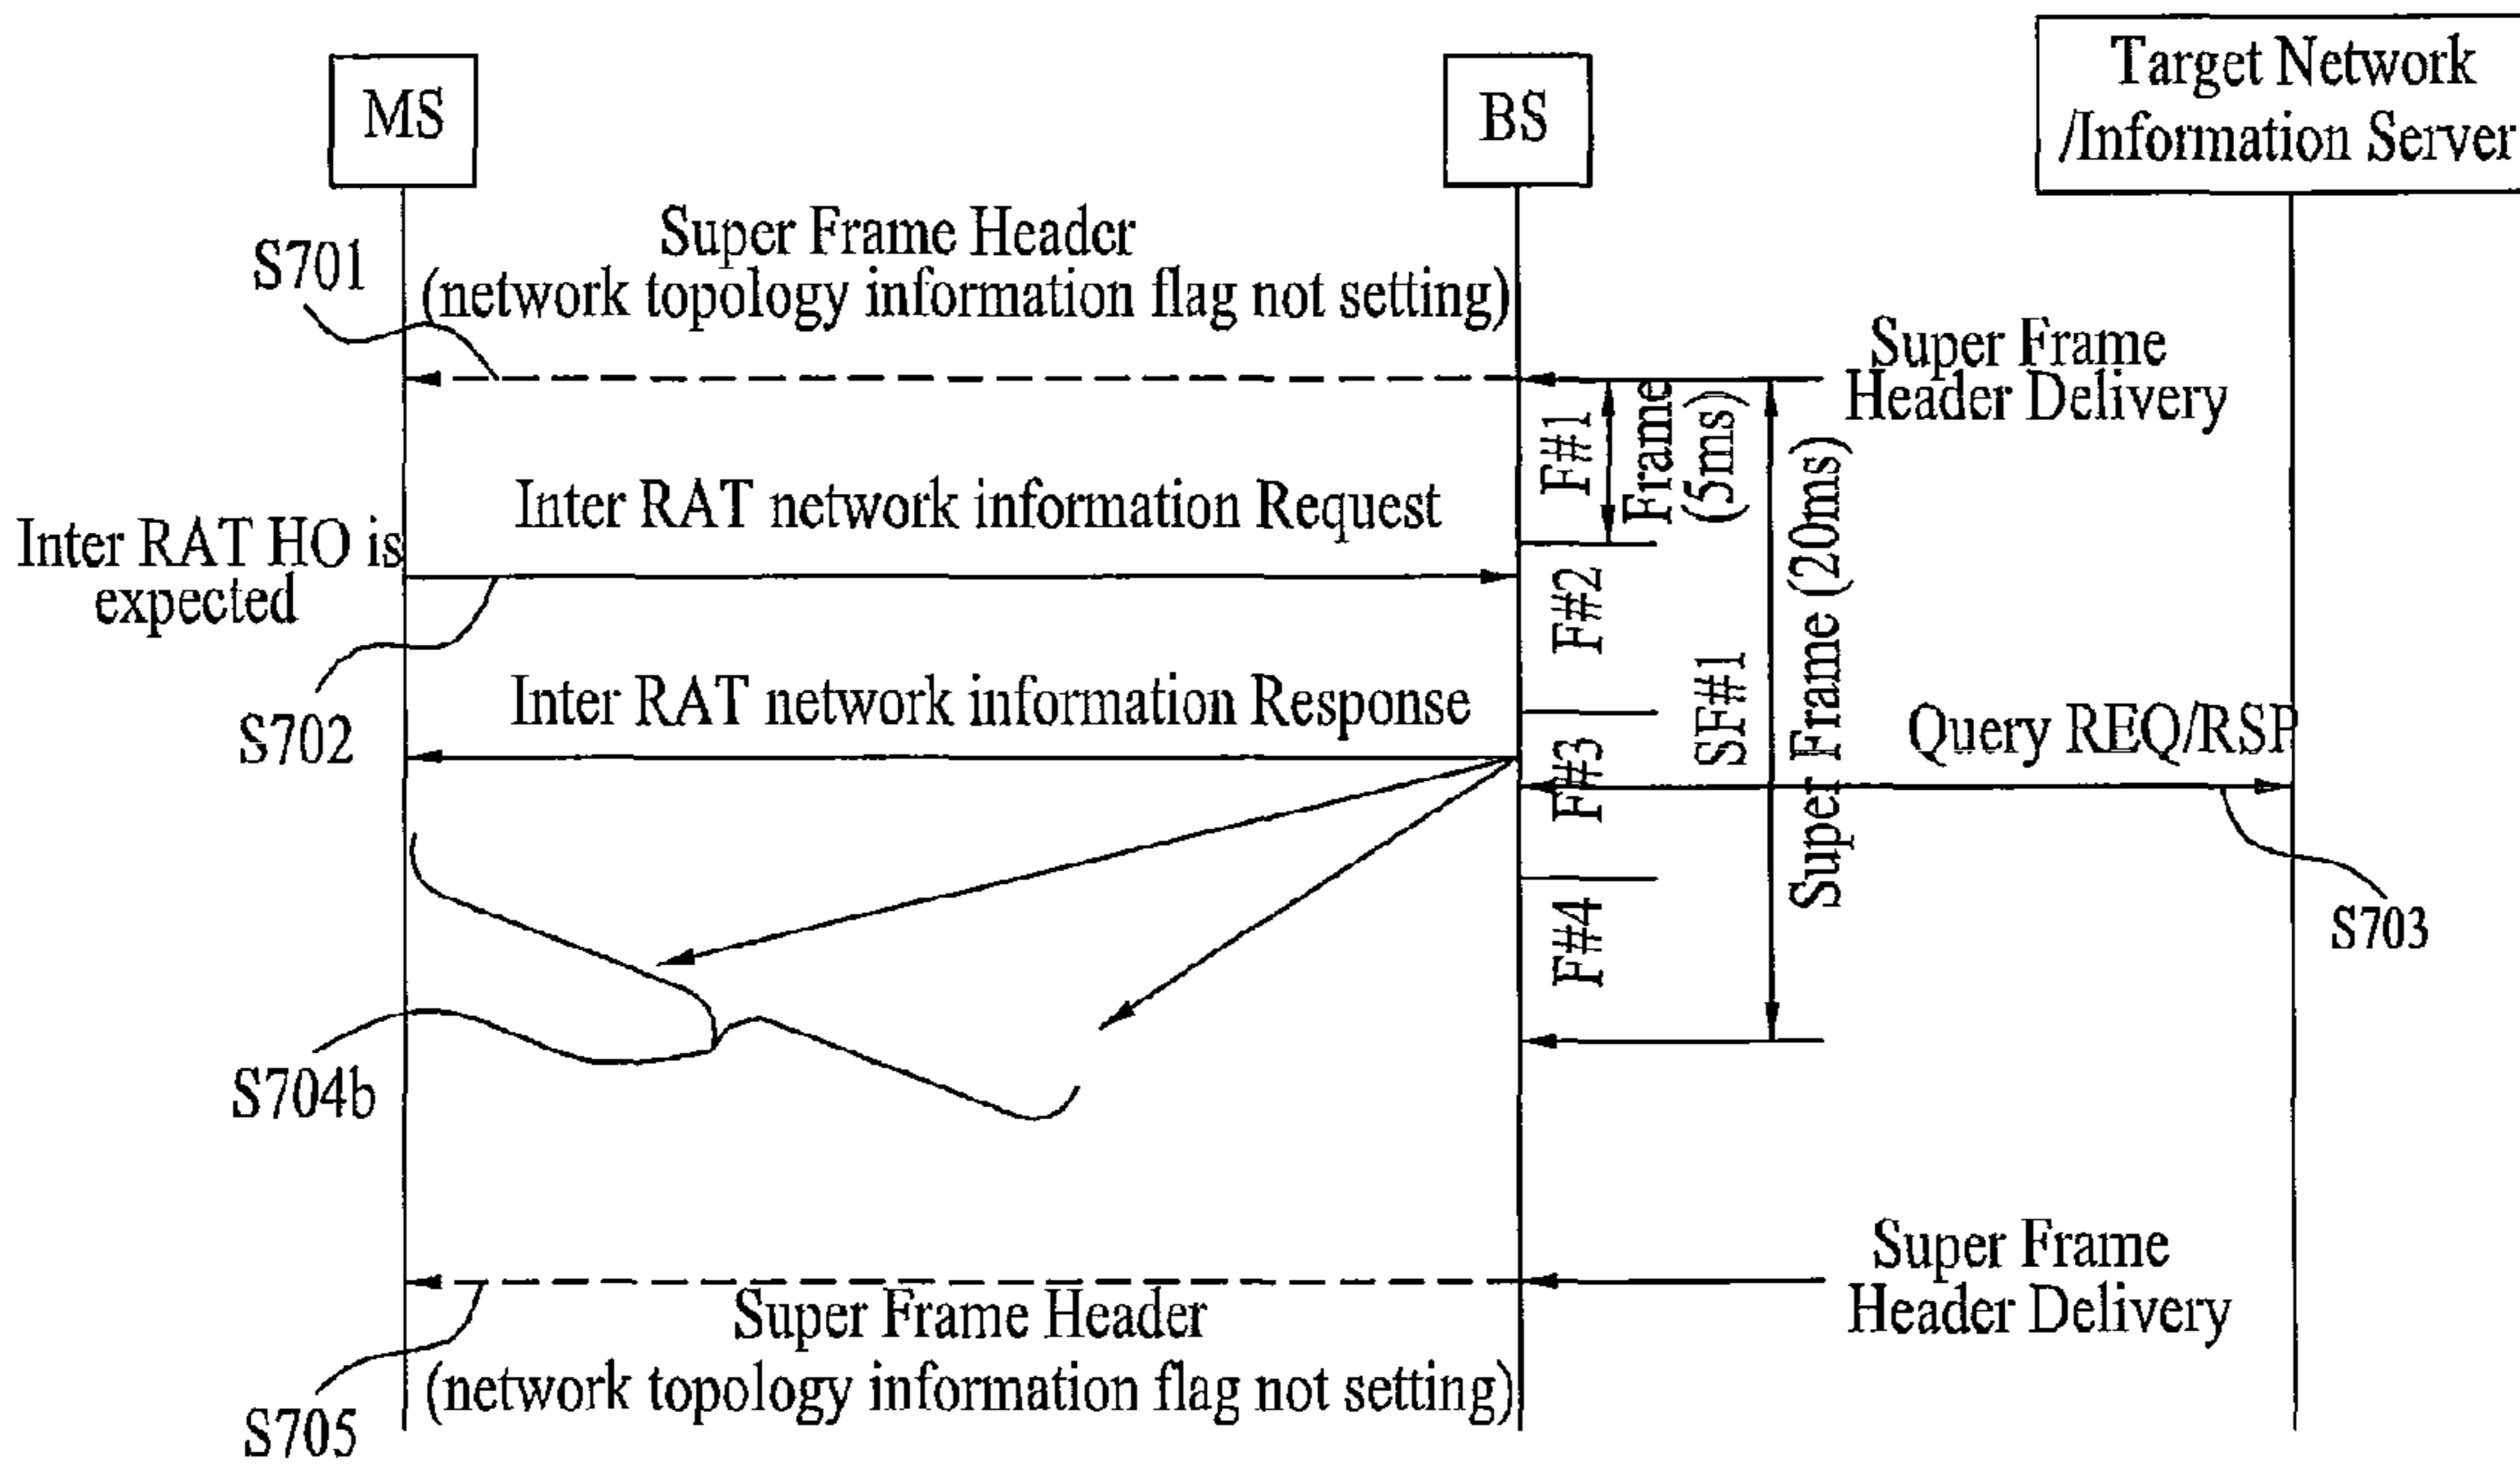 MS
BS
Target Network
/Information Server
Super Frame Header
(network topology information flag not setting)
S701
Super Frame
Header Delivery
F#1
Frame
(5ms)
Inter RAT network information Request
Inter RAT HO is
expected
F#2
Super Frame (20ms)
SF#1
S702
Inter RAT network information Response
Query REQ/RSP
F#3
S703
F#4
S704b
Super Frame
Header Delivery
Super Frame Header
(network topology information flag not setting)
S705